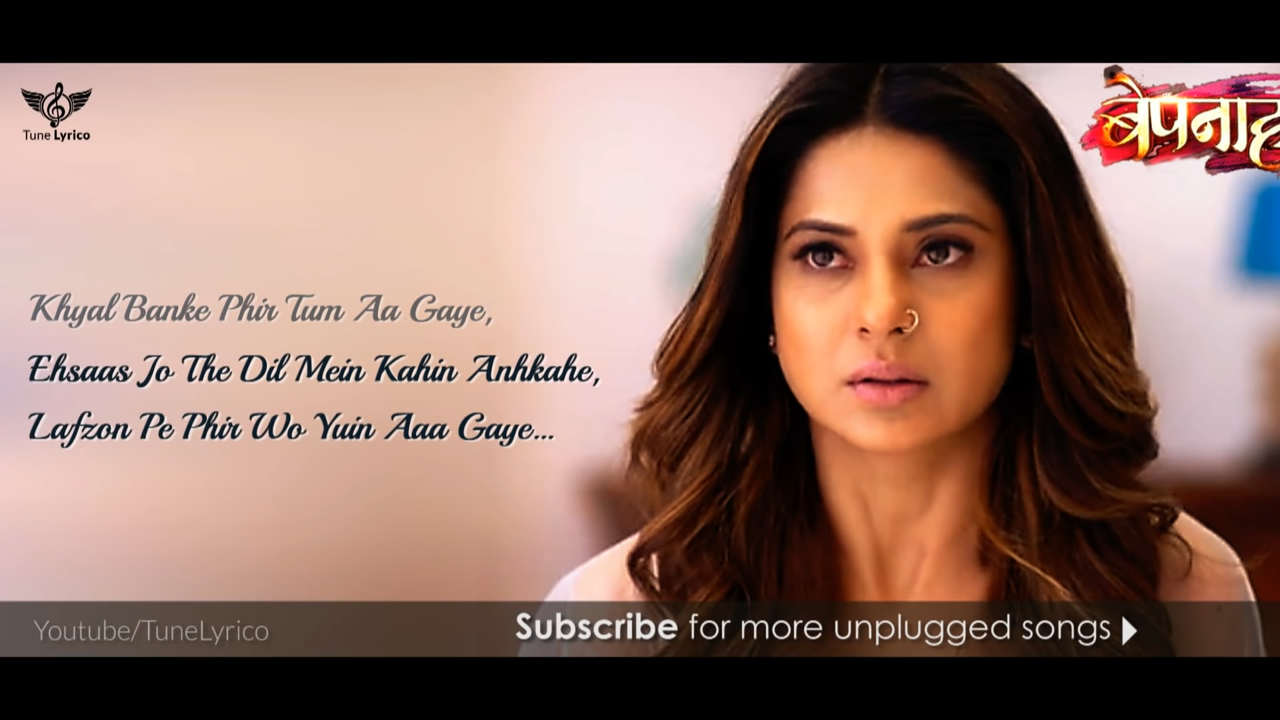 Tune Lyrico
बेपनाह
Khyal Banke Phir Tum Aa Gaye,
Ehsaas Jo The Dil Mein Kahin Anhkahe,
Lafzon Pe Phir Wo Yuin Aaa Gaye...
Youtube/TuneLyrico
Subscribe for more unplugged songs